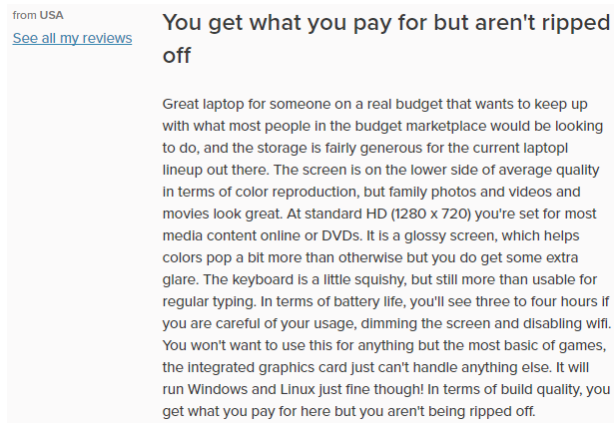 from USA
See all my reviews
You get what you pay for but aren't ripped
off
Great laptop for someone on a real budget that wants to keep up
with what most people in the budget marketplace would be looking
to do, and the storage is fairly generous for the current laptopl
lineup out there. The screen is on the lower side of average quality
in terms of color reproduction, but family photos and videos and
movies look great. At standard HD (1280 x 720) you're set for most
media content online or DVDs. It is a glossy screen, which helps
colors pop a bit more than otherwise but you do get some extra
glare. The keyboard is a little squishy, but still more than usable for
regular typing. In terms of battery life, you'll see three to four hours if
you are careful of your usage, dimming the screen and disabling wifi.
You won't want to use this for anything but the most basic of games,
the integrated graphics card just can't handle anything else. It will
run Windows and Linux just fine though! In terms of build quality, you
get what you pay for here but you aren't being ripped off.